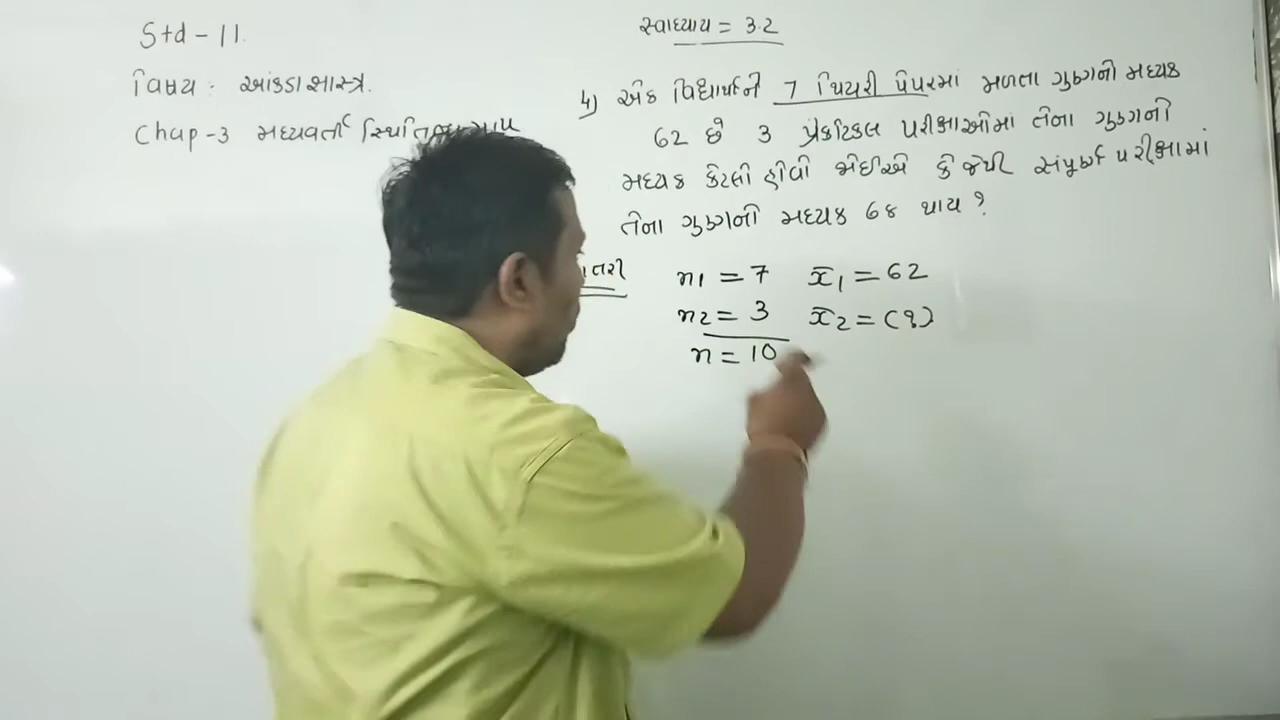 Std - 11.
વિષય : આંકડાશાસ્ત્ર.
Chap - 3 મધ્યવર્તી સ્થિતિના માપ
સ્વાધ્યાય = 3.2
4) એક વિદ્યાર્થીને 7 થિયરી પેપરમાં મળતા ગુણની મધ્યક
62 છે 3 પ્રેકટિકલ પરીક્ષાઓમાં તેના ગુણની
મધ્યક કેટલી હોવી જોઈએ કે જેથી સંપૂર્ણ પરીક્ષામાં
તેના ગુણની મધ્યક 68 થાય ?
n1 = 7 x̄1 = 62
n2 = 3 x̄2 = (?)
n = 10